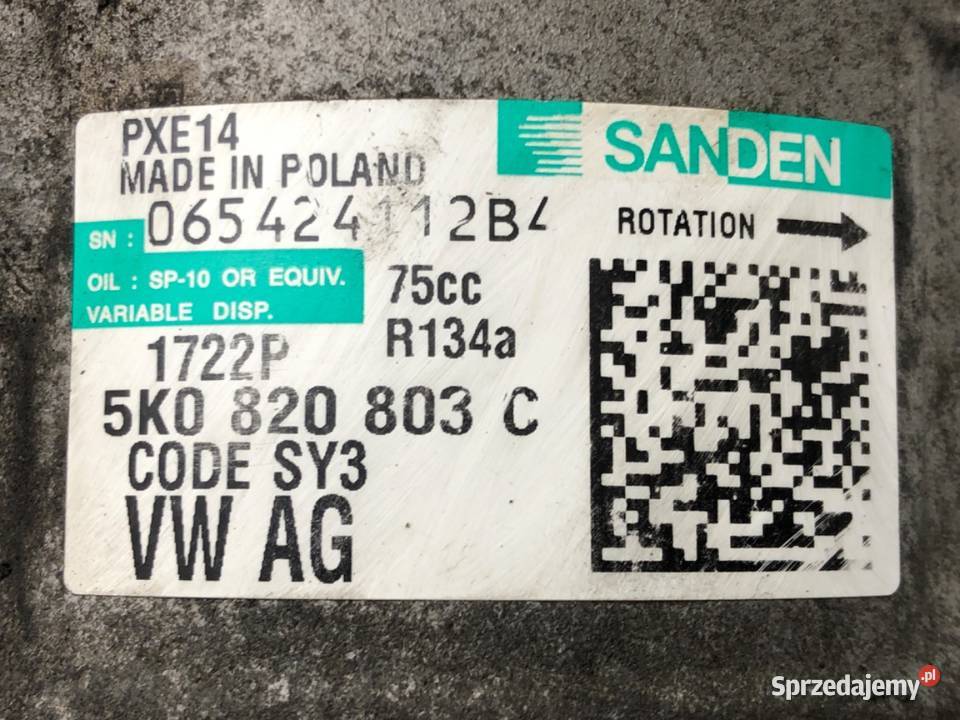 PXE14
SANDEN
MADE IN POLAND
SN : 065424112B4
ROTATION
OIL : SP-10 OR EQUIV.
VARIABLE DISP.
75cc
R134a
1722P
5K0 820 803 C
CODE SY3
VW AG
Sprzedajemy.pl